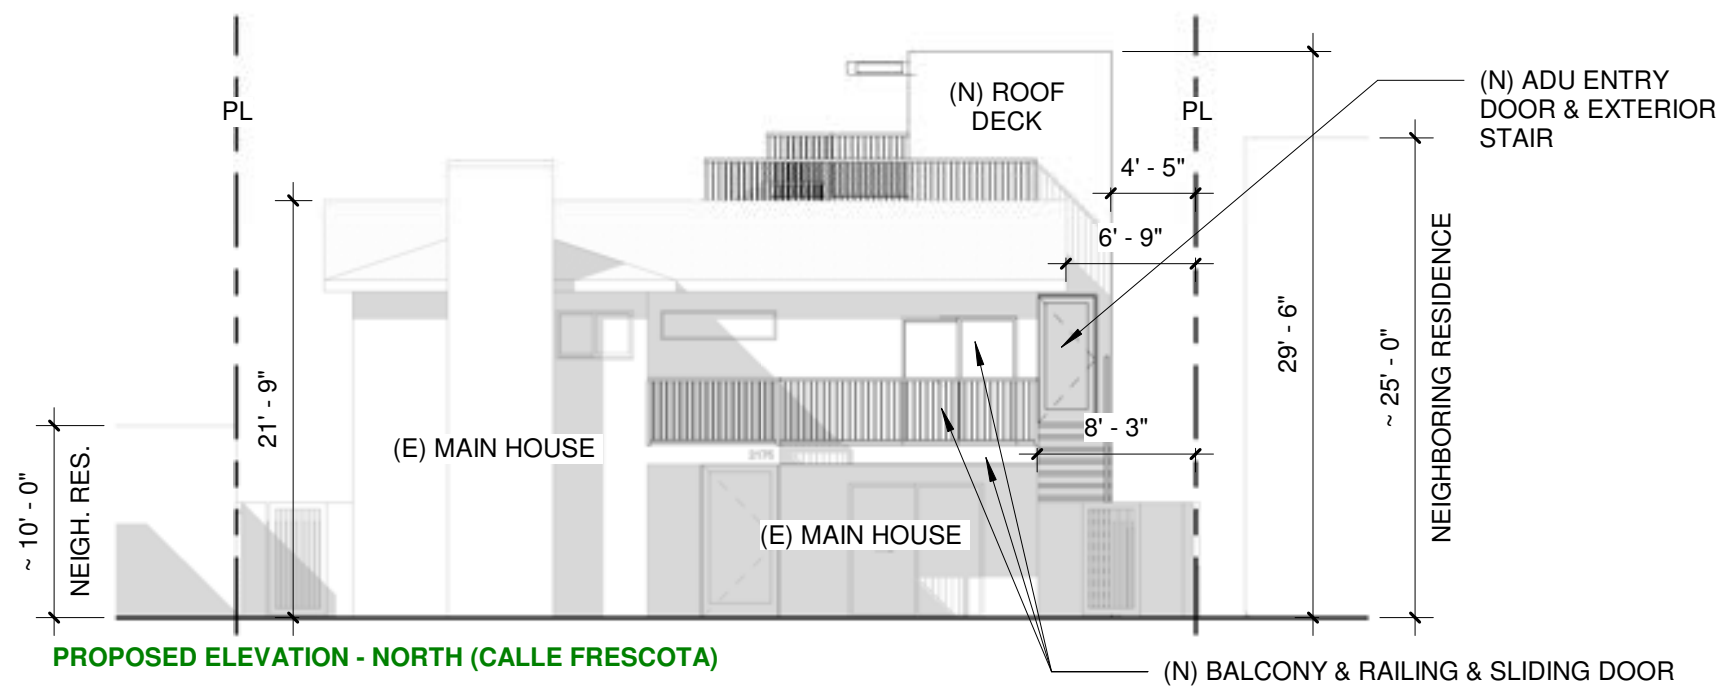 PL
(N) ROOF
DECK
PL
(N) ADU ENTRY
DOOR & EXTERIOR
STAIR
4' - 5"
6' - 9"
29' - 6"
~ 25' - 0"
NEIGHBORING RESIDENCE
21' - 9"
8' - 3"
(E) MAIN HOUSE
2175
~ 10' - 0"
NEIGH. RES.
(E) MAIN HOUSE
PROPOSED ELEVATION - NORTH (CALLE FRESCOTA)
(N) BALCONY & RAILING & SLIDING DOOR